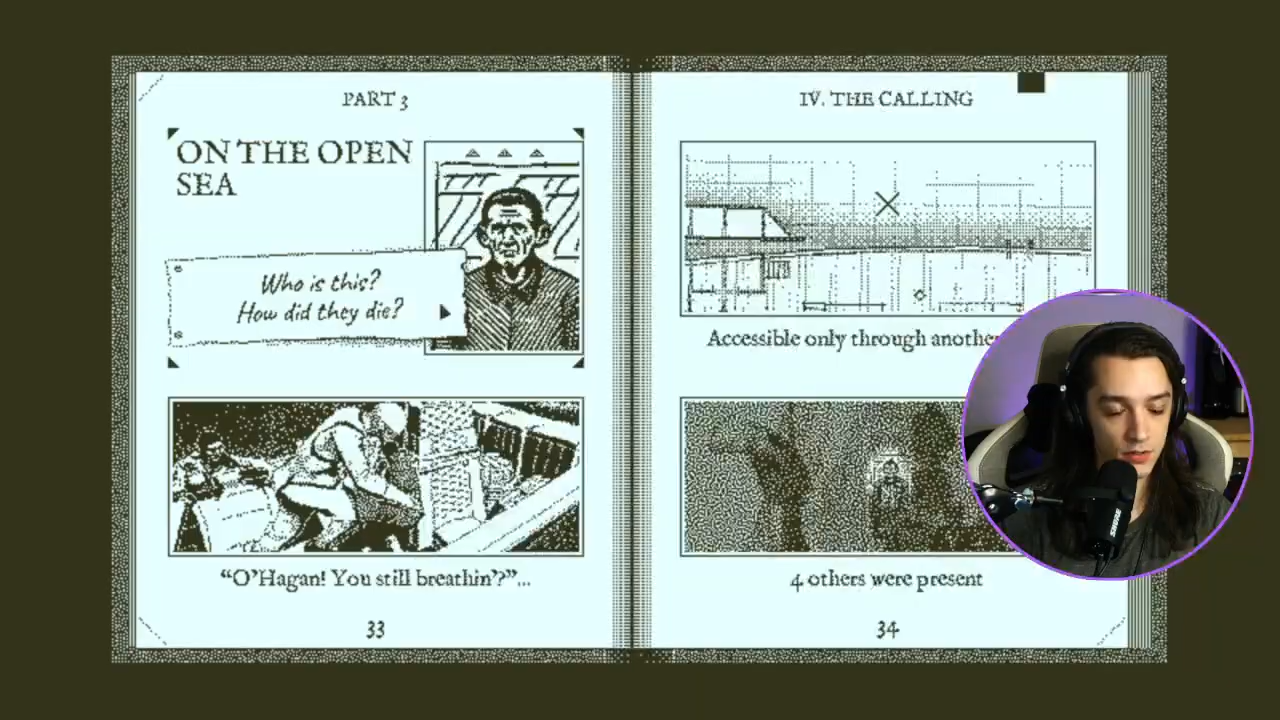 PART 3
ON THE OPEN
SEA
Who is this?
How did they die?
"O'Hagan! You still breathin'?"...
33
IV. THE CALLING
Accessible only through another
4 others were present
34